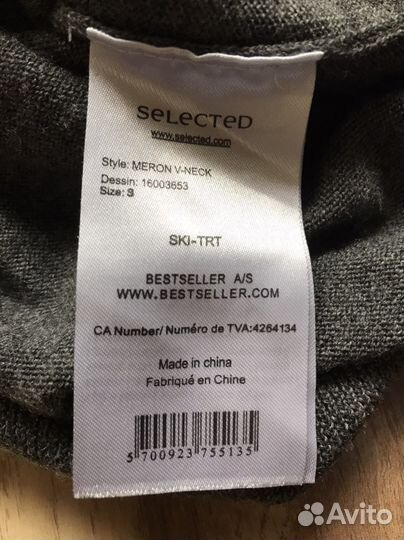 SELECTED
www.selected.com
Style: MERON V-NECK
Dessin: 16003653
Size: S
SKI-TRT
BESTSELLER A/S
WWW.BESTSELLER.COM
CA Number/ Numéro de TVA:4264134
Made in china
Fabriqué en Chine
5 700923 755135
Avito